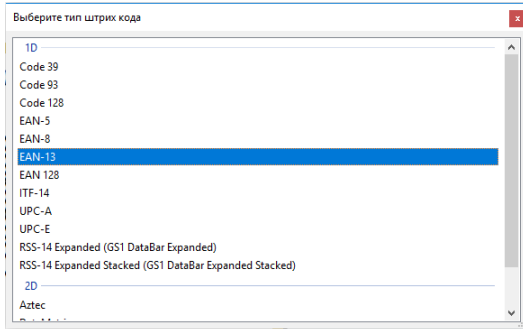 Выберите тип штрих кода
x
1D
Code 39
Code 93
Code 128
EAN-5
EAN-8
EAN-13
EAN 128
ITF-14
UPC-A
UPC-E
RSS-14 Expanded (GS1 DataBar Expanded)
RSS-14 Expanded Stacked (GS1 DataBar Expanded Stacked)
2D
Aztec